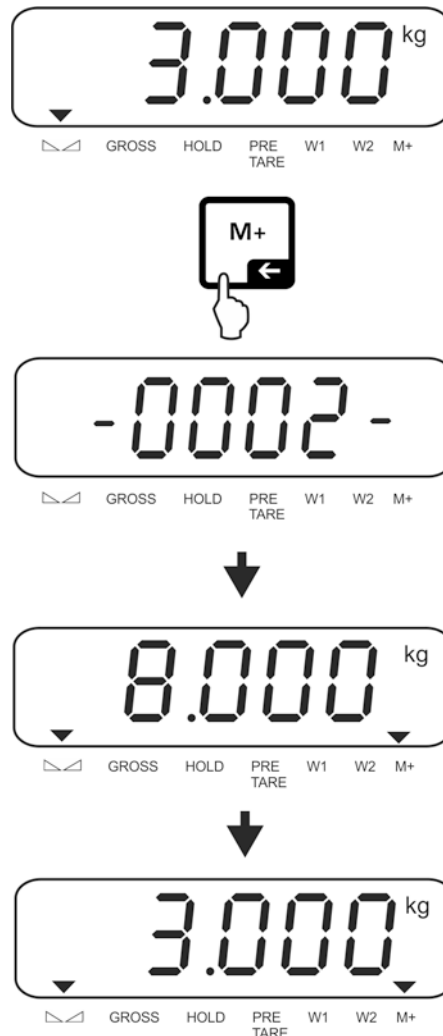 3.000 kg
GROSS HOLD PRE TARE W1 W2 M+
M+
-0002-
GROSS HOLD PRE TARE W1 W2 M+
8.000 kg
GROSS HOLD PRE TARE W1 W2 M+
3.000 kg
GROSS HOLD PRE TARE W1 W2 M+